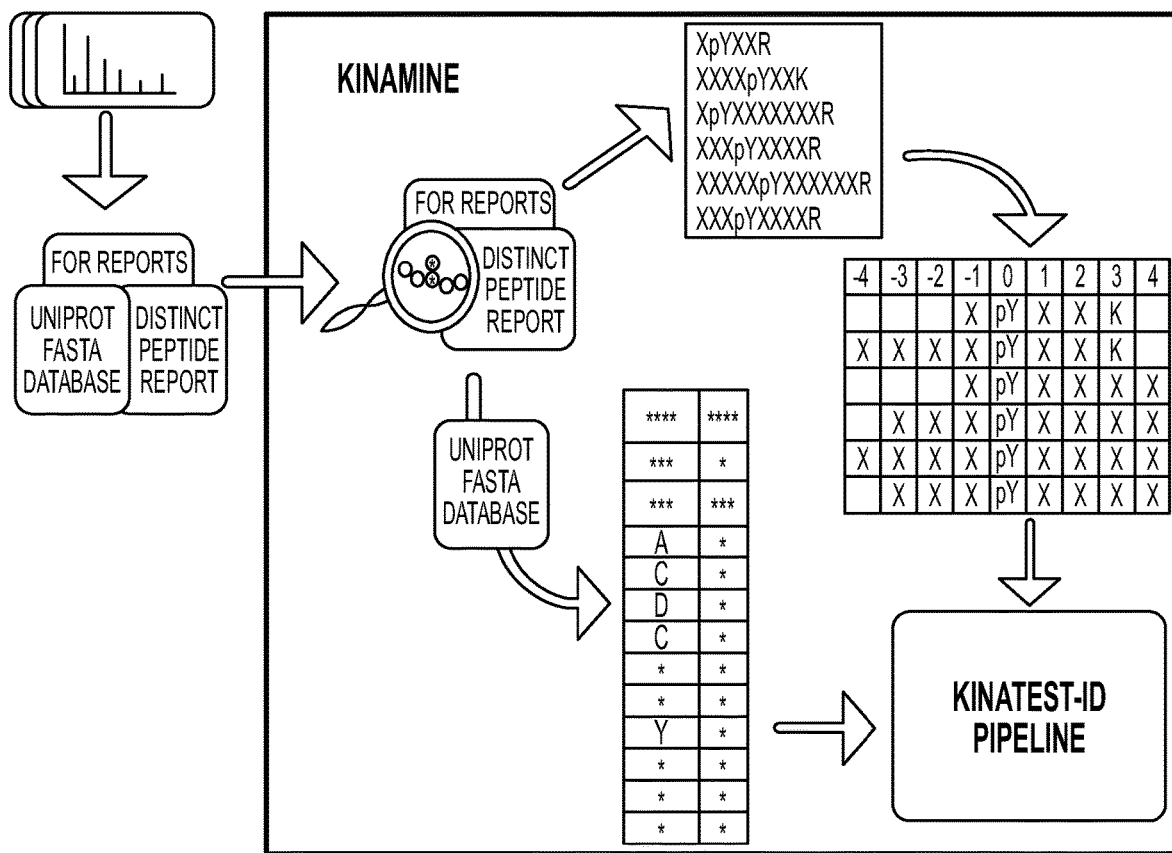 KINAMINE
FOR REPORTS
UNIPROT
FASTA
DATABASE
DISTINCT
PEPTIDE
REPORT
FOR REPORTS
DISTINCT
PEPTIDE
REPORT
XpYXXR
XXXXpYXXK
XpYXXXXXXXR
XXXpYXXXXR
XXXXXpYXXXXXXR
XXXpYXXXXR
-4 -3 -2 -1 0 1 2 3 4
X pY X X K
X X X X pY X X K
X pY X X X X
X X X pY X X X X
X X X X pY X X X X
X X X pY X X X X
UNIPROT
FASTA
DATABASE
**** ****
*** *
*** ***
A *
C *
D *
C *
* *
* *
Y *
* *
* *
* *
KINATEST-ID
PIPELINE